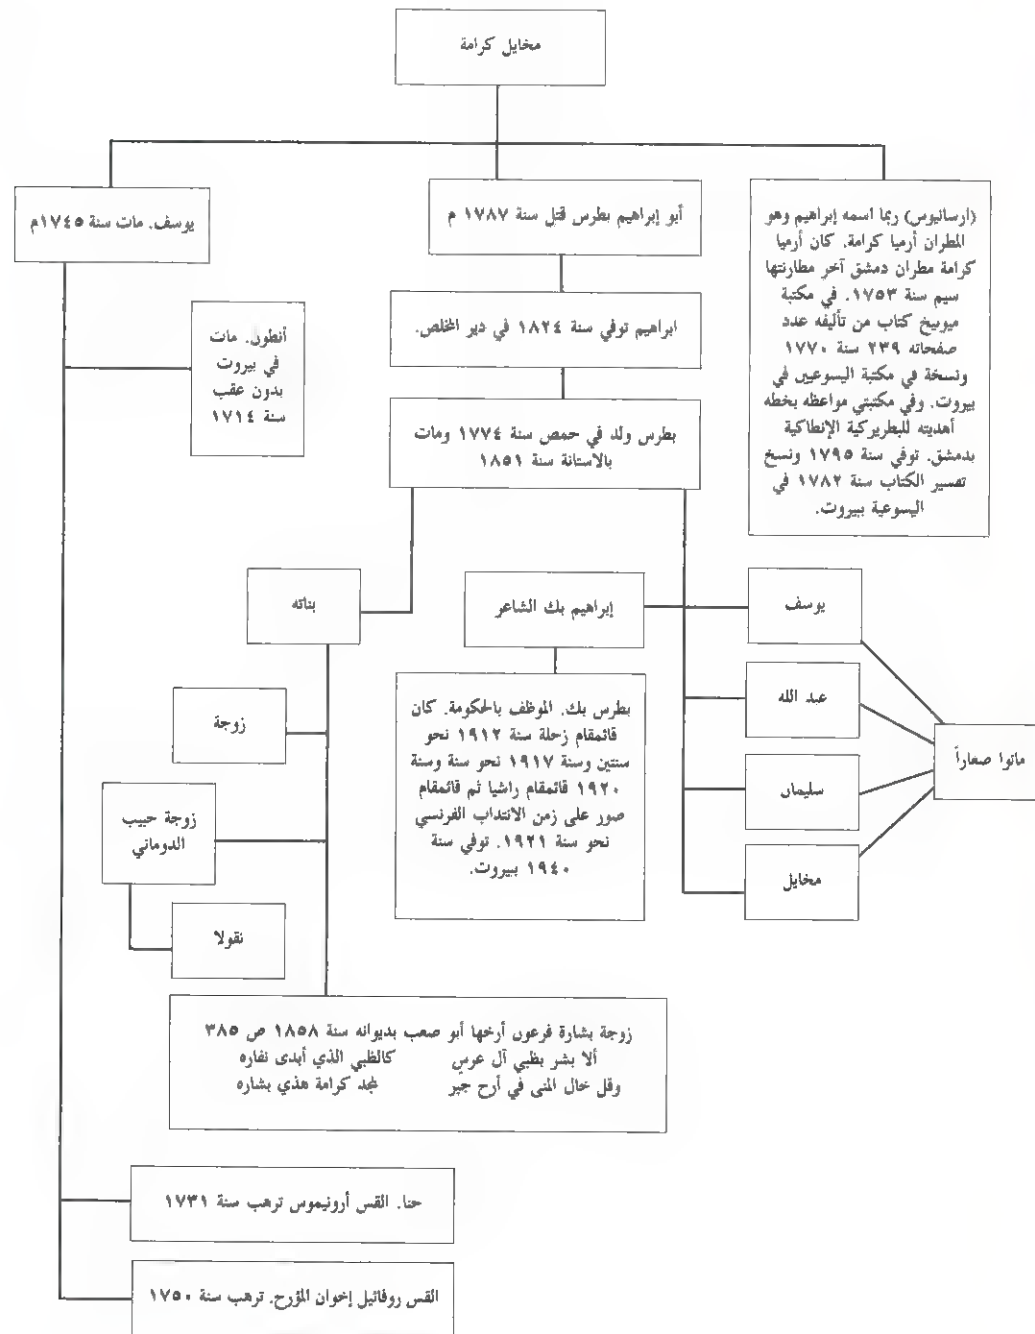 مخايل كرامة
(ارسانيوس) ربما اسمه إبراهيم وهو
المطران أرميا كرامة. كان أرميا
كرامة مطران دمشق آخر مطارنتها
سيم سنة ١٧٥٣. في مكتبة
ميونيخ كتاب من تأليفه عدد
صفحاته ٢٣٩ سنة ١٧٧٠
ونسخة في مكتبة اليسوعيين في
بيروت. وفي مكتبتي مواعظه بخطه
أهديته للبطريركية الإنطاكية
بدمشق. توفي سنة ١٧٩٥ ونسخ
تفسير الكتاب سنة ١٧٨٢ في
اليسوعية ببيروت.
أبو إبراهيم بطرس قتل سنة ١٧٨٧ م
يوسف. مات سنة ١٧٤٥م
ابراهيم توفي سنة ١٨٢٤ في دير المخلص.
أنطون. مات
في بيروت
بدون عقب
سنة ١٧١٤
بطرس ولد في حمص سنة ١٧٧٤ ومات
بالاستانة سنة ١٨٥١
يوسف
إبراهيم بك الشاعر
بناته
عبد الله
ماتوا صغاراً
سليمان
مخايل
بطرس بك. الموظف بالحكومة. كان
قائمقام زحلة سنة ١٩١٢ نحو
سنتين وسنة ١٩١٧ نحو سنة وسنة
١٩٢٠ قائمقام راشيا ثم قائمقام
صور على زمن الانتداب الفرنسي
نحو سنة ١٩٢١. توفي سنة
١٩٤٠ ببيروت.
زوجة
زوجة حبيب
الدوماني
نقولا
زوجة بشارة فرعون أرخها أبو صعب بديوانه سنة ١٨٥٨ ص ٣٨٥
ألا بشر بظبي آل عرس كالظبي الذي أبدى نفاره
وقل خال المنى في أرح جير لمجد كرامة هذي بشاره
حنا. القس أرونيموس ترهب سنة ١٧٣١
القس روفائيل إخوان المؤرح. ترهب سنة ١٧٥٠